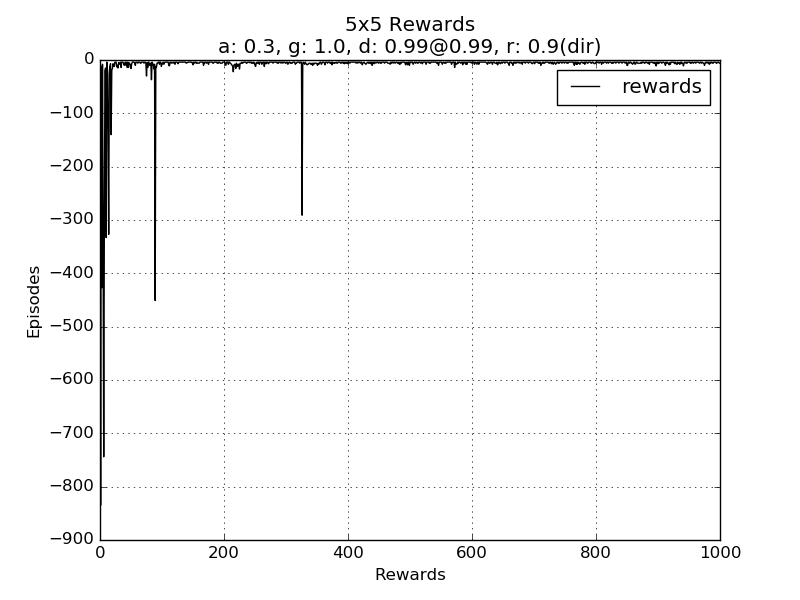 5x5 Rewards
a: 0.3, g: 1.0, d: 0.99@0.99, r: 0.9(dir)
rewards
0
−100
−200
−300
−400
−500
−600
−700
−800
−900
Episodes
0 200 400 600 800 1000
Rewards